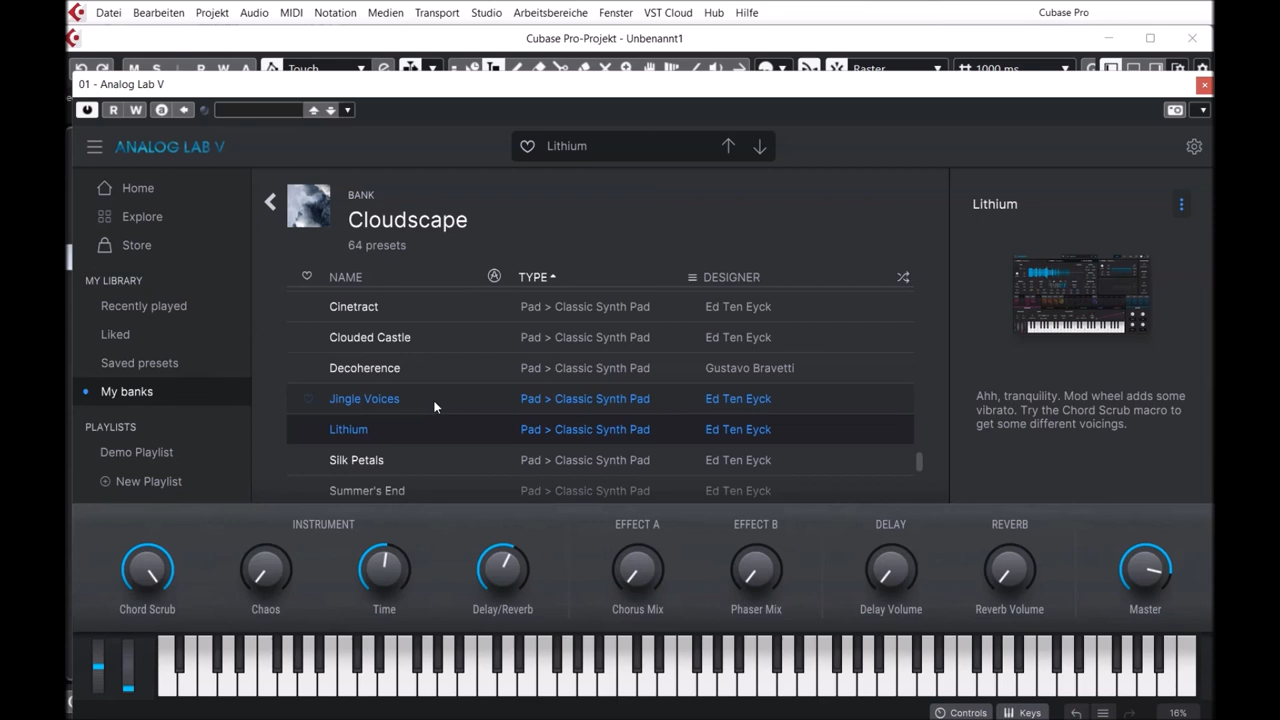 Datei Bearbeiten Projekt Audio MIDI Notation Medien Transport Studio Arbeitsbereiche Fenster VST Cloud Hub Hilfe Cubase Pro
Cubase Pro-Projekt - Unbenannt1
M S R W A Touch Raster 1000 ms
01 - Analog Lab V
R W a
ANALOG LAB V
Lithium
Home
Explore
Store
MY LIBRARY
Recently played
Liked
Saved presets
My banks
PLAYLISTS
Demo Playlist
New Playlist
BANK
Cloudscape
64 presets
NAME TYPE DESIGNER
Cinetract Pad > Classic Synth Pad Ed Ten Eyck
Clouded Castle Pad > Classic Synth Pad Ed Ten Eyck
Decoherence Pad > Classic Synth Pad Gustavo Bravetti
Jingle Voices Pad > Classic Synth Pad Ed Ten Eyck
Lithium Pad > Classic Synth Pad Ed Ten Eyck
Silk Petals Pad > Classic Synth Pad Ed Ten Eyck
Summer's End Pad > Classic Synth Pad Ed Ten Eyck
Lithium
Ahh, tranquility. Mod wheel adds some
vibrato. Try the Chord Scrub macro to
get some different voicings.
INSTRUMENT EFFECT A EFFECT B DELAY REVERB
Chord Scrub Chaos Time Delay/Reverb Chorus Mix Phaser Mix Delay Volume Reverb Volume Master
Controls Keys 16%